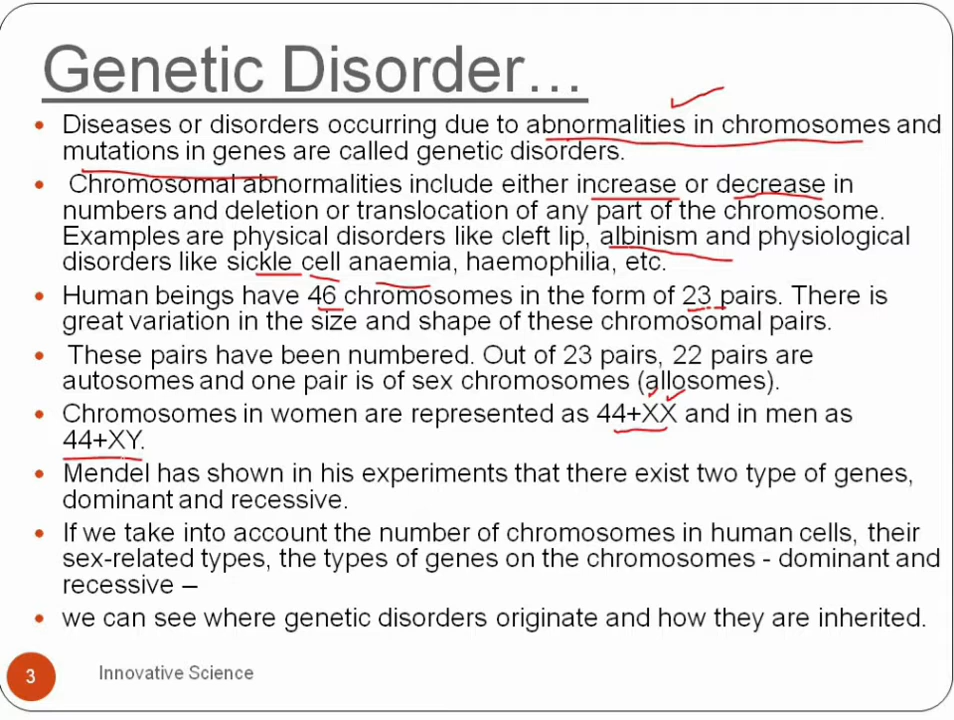 Genetic Disorder...
• Diseases or disorders occurring due to abnormalities in chromosomes and
mutations in genes are called genetic disorders.
• Chromosomal abnormalities include either increase or decrease in
numbers and deletion or translocation of any part of the chromosome.
Examples are physical disorders like cleft lip, albinism and physiological
disorders like sickle cell anaemia, haemophilia, etc.
• Human beings have 46 chromosomes in the form of 23 pairs. There is
great variation in the size and shape of these chromosomal pairs.
• These pairs have been numbered. Out of 23 pairs, 22 pairs are
autosomes and one pair is of sex chromosomes (allosomes).
• Chromosomes in women are represented as 44+XX and in men as
44+XY.
• Mendel has shown in his experiments that there exist two type of genes,
dominant and recessive.
• If we take into account the number of chromosomes in human cells, their
sex-related types, the types of genes on the chromosomes - dominant and
recessive –
• we can see where genetic disorders originate and how they are inherited.
3 Innovative Science